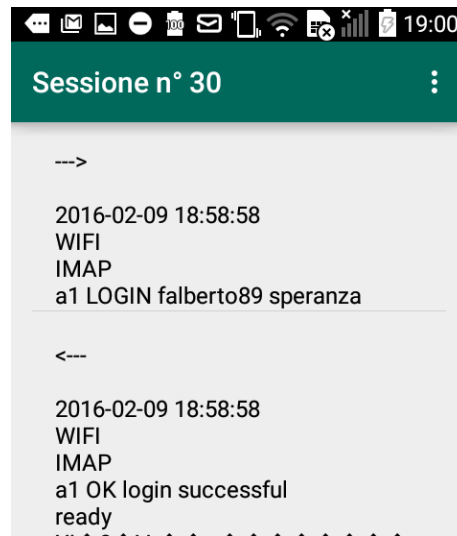 100
19:00
Sessione n° 30
--->
2016-02-09 18:58:58
WIFI
IMAP
a1 LOGIN falberto89 speranza
<---
2016-02-09 18:58:58
WIFI
IMAP
a1 OK login successful
ready